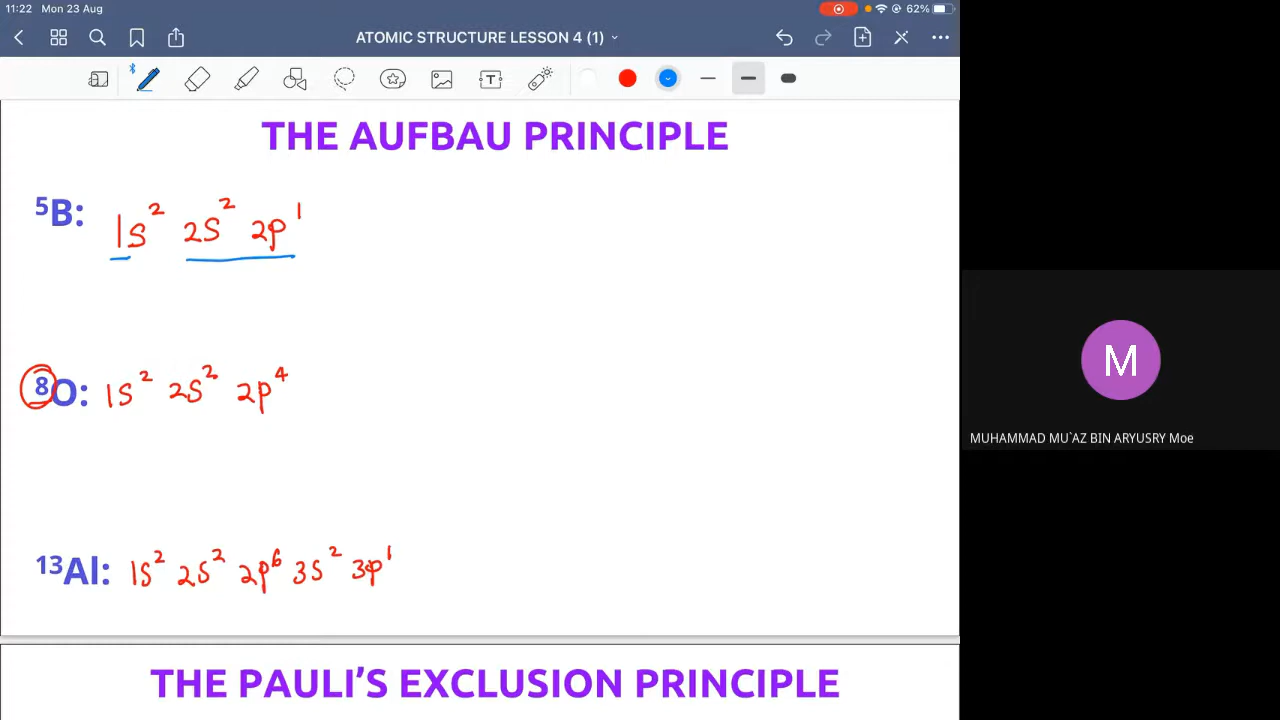 11:22 Mon 23 Aug
62%
ATOMIC STRUCTURE LESSON 4 (1)
T
THE AUFBAU PRINCIPLE
⁵B: 1s² 2s² 2p¹
⁸O: 1s² 2s² 2p⁴
¹³Al: 1s² 2s² 2p⁶ 3s² 3p¹
THE PAULI’S EXCLUSION PRINCIPLE
M
MUHAMMAD MU`AZ BIN ARYUSRY Moe